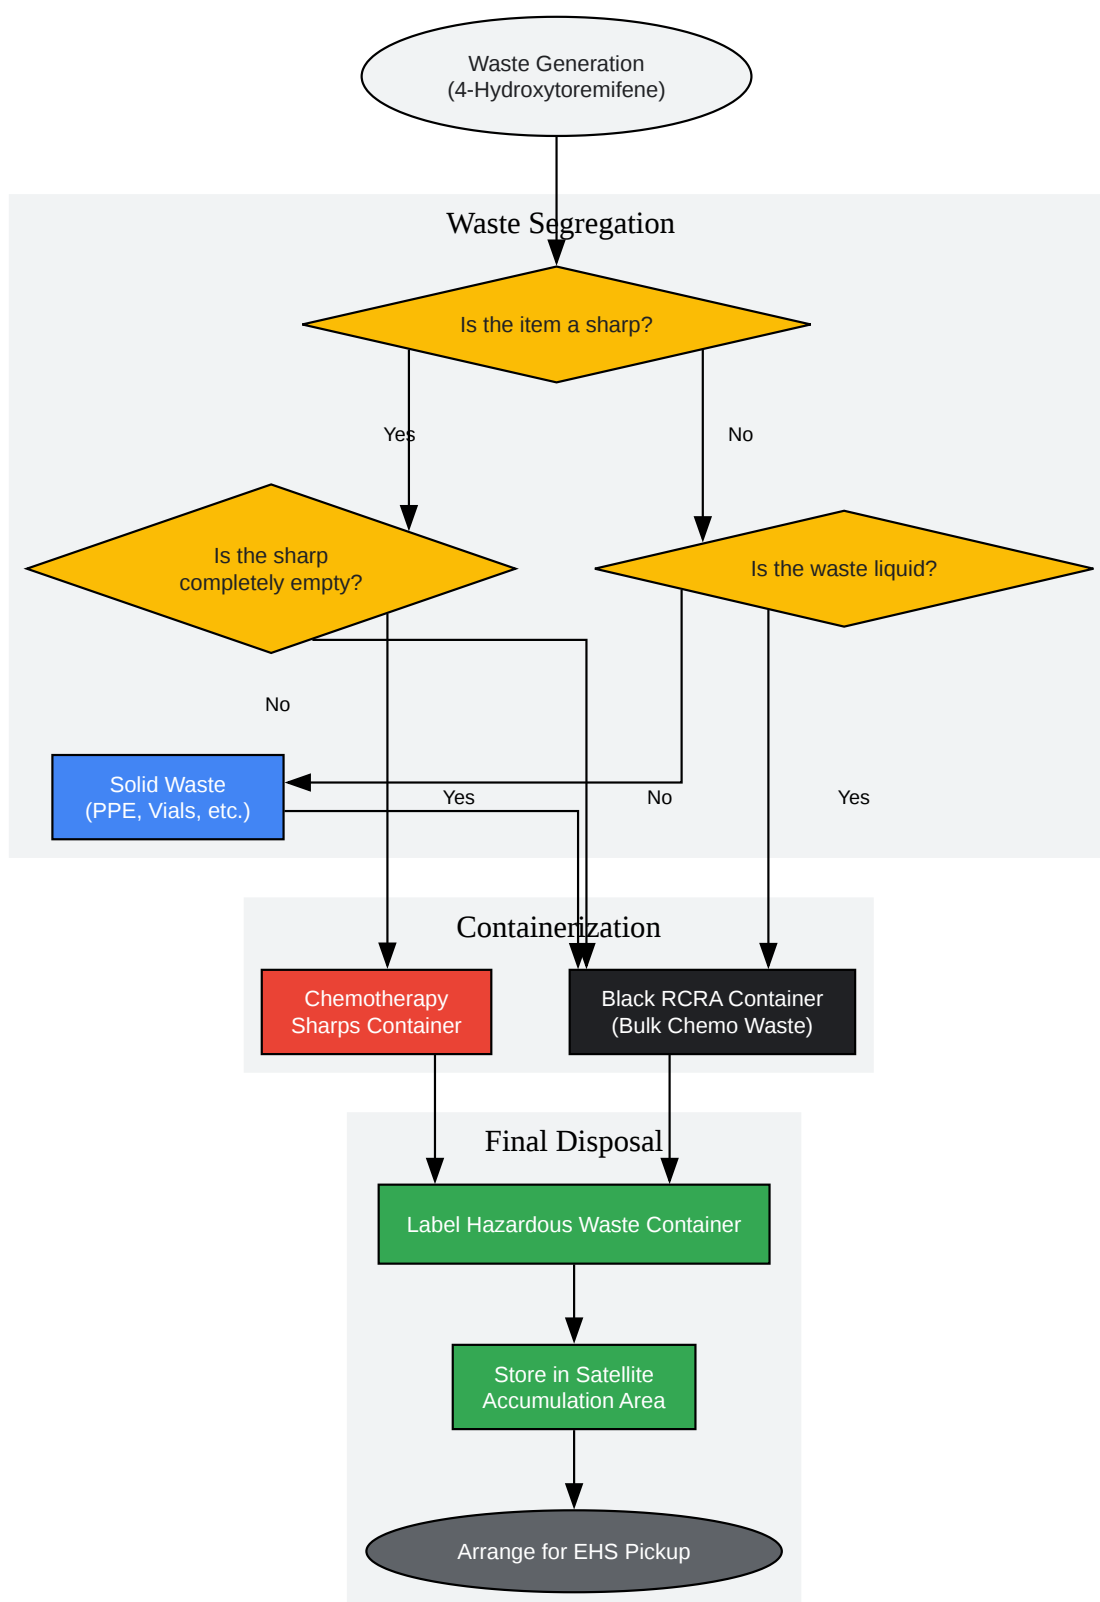 Waste Generation
(4-Hydroxytoremifene)
Waste Segregation
Is the item a sharp?
Yes
No
Is the sharp
completely empty?
Is the waste liquid?
No
Solid Waste
(PPE, Vials, etc.)
Yes
No
Yes
Containerization
Chemotherapy
Sharps Container
Black RCRA Container
(Bulk Chemo Waste)
Final Disposal
Label Hazardous Waste Container
Store in Satellite
Accumulation Area
Arrange for EHS Pickup